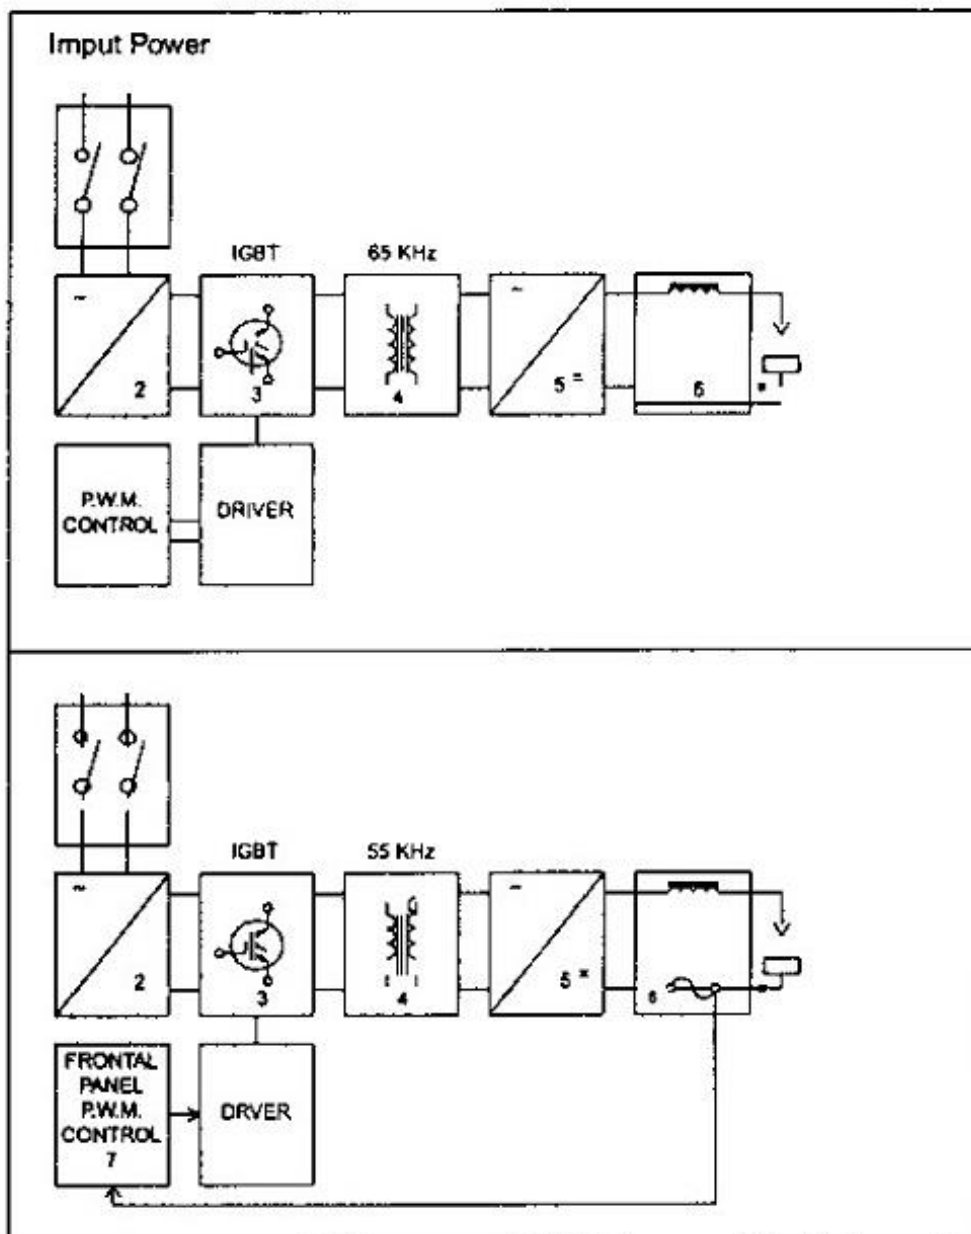 Imput Power
IGBT
65 KHz
~
2
3
4
~
5 =
6
P.W.M.
CONTROL
DRIVER
IGBT
55 KHz
~
2
3
4
~
5 =
6
FRONTAL
PANEL
P.W.M.
CONTROL
7
DRVER